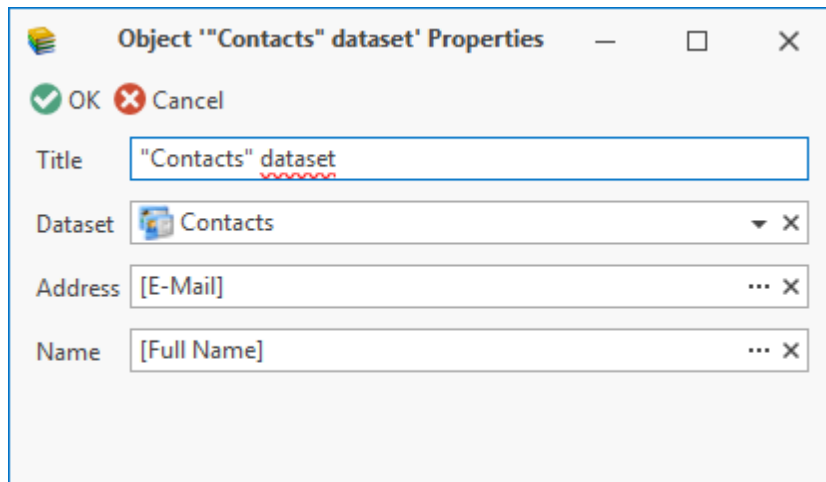 Object '"Contacts" dataset' Properties
OK Cancel
Title "Contacts" dataset
Dataset Contacts
Address [E-Mail]
Name [Full Name]